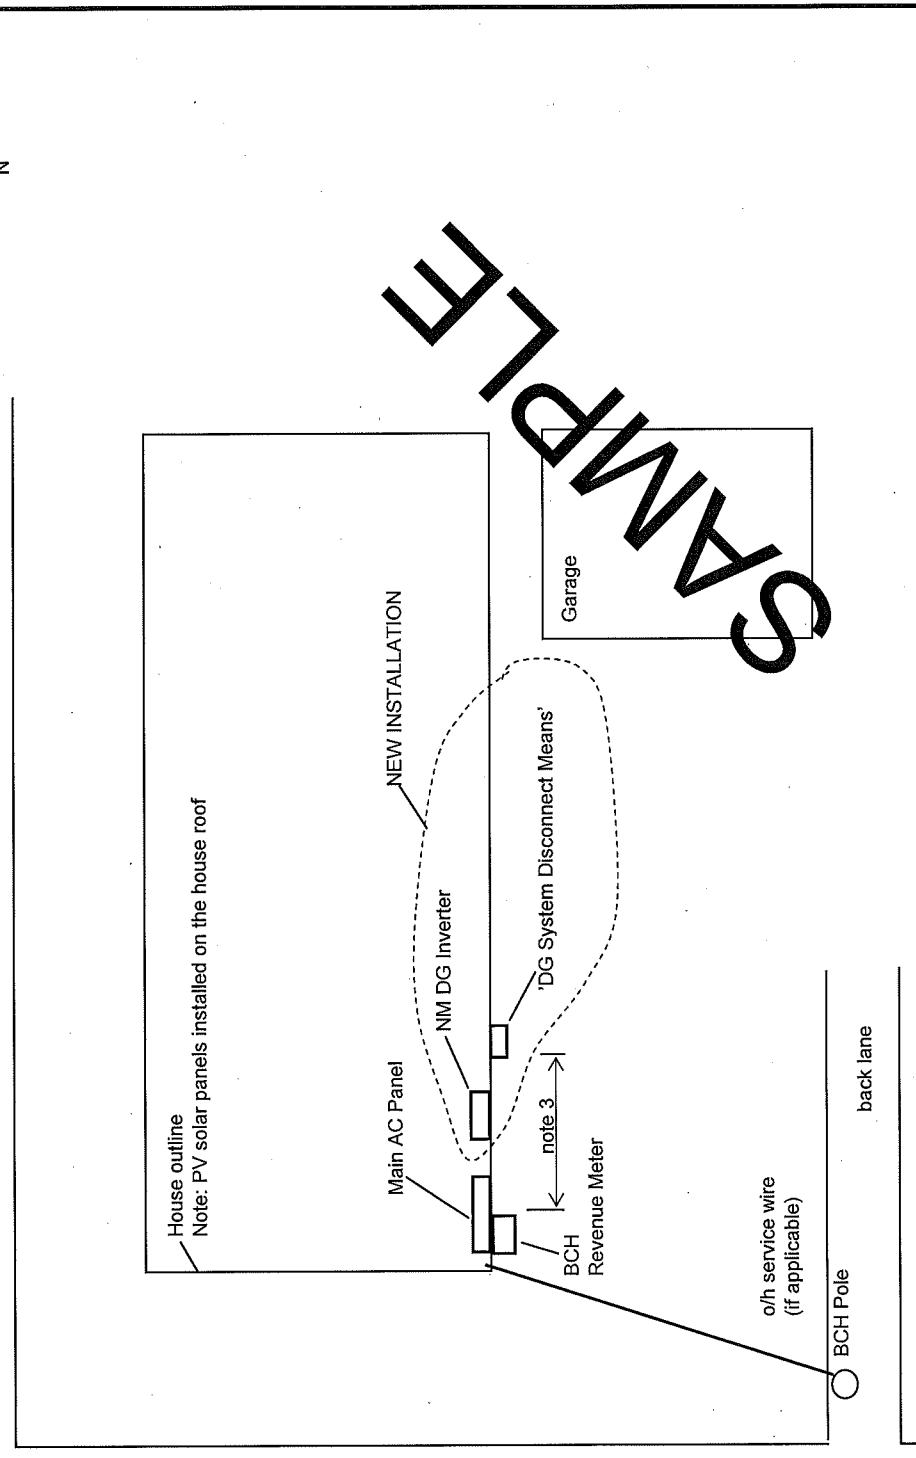 N
House outline
Note: PV solar panels installed on the house roof
NEW INSTALLATION
Main AC Panel
NM DG Inverter
'DG System Disconnect Means'
note 3
BCH
Revenue Meter
Garage
SAMPLE
o/h service wire
(if applicable)
BCH Pole
back lane